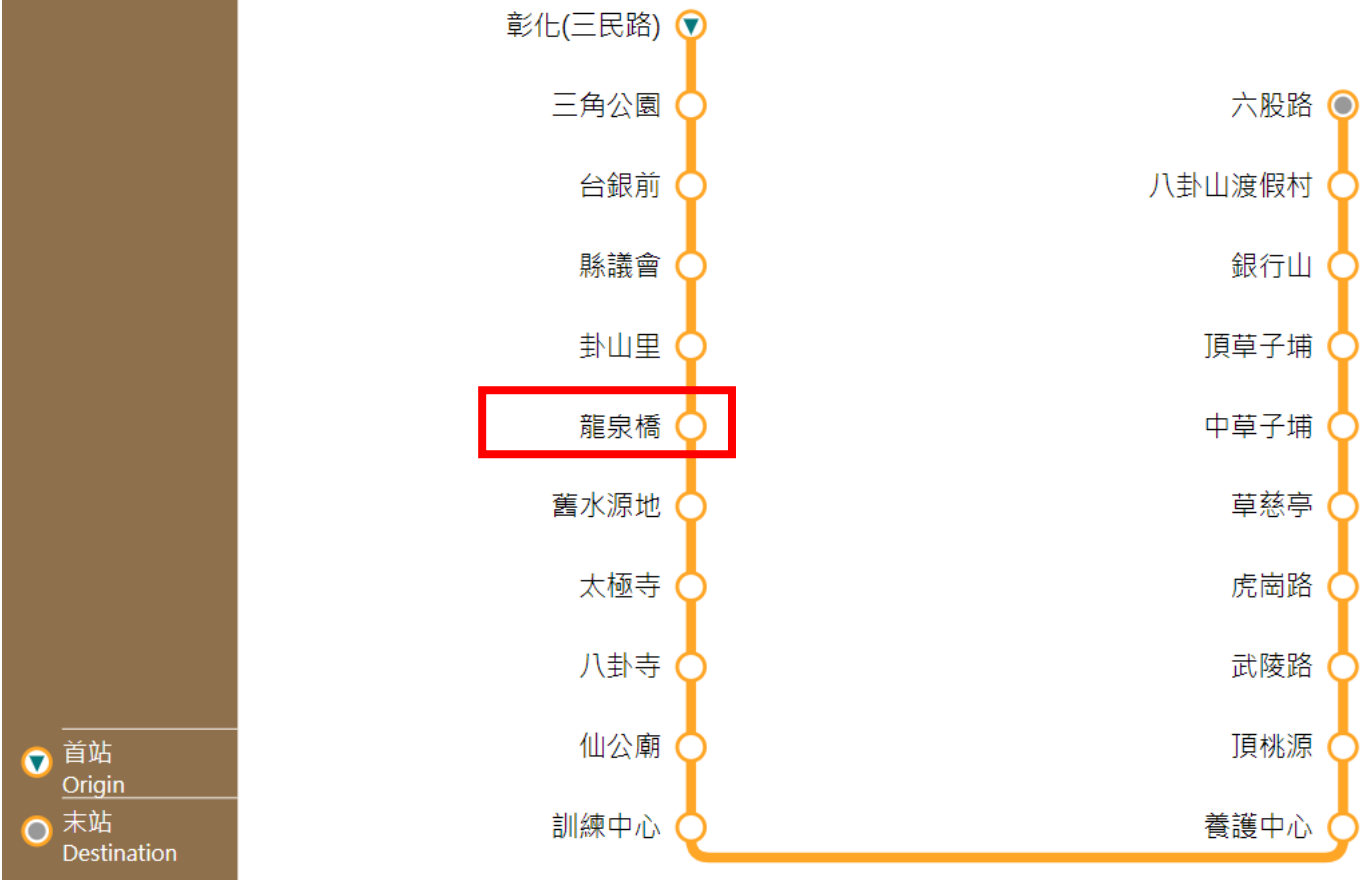 彰化(三民路)
三角公園
台銀前
縣議會
卦山里
龍泉橋
舊水源地
太極寺
八卦寺
仙公廟
訓練中心
六股路
八卦山渡假村
銀行山
頂草子埔
中草子埔
草慈亭
虎崗路
武陵路
頂桃源
養護中心
首站
Origin
末站
Destination